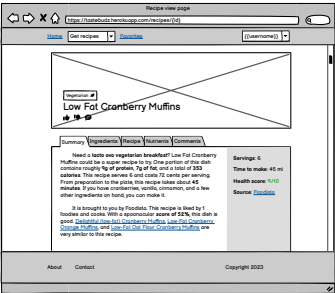 Recipe view page
https://tastebudz.herokuapp.com/recipes/{id}
Home Get recipes Favorites {{username}}
Vegetarian
Low Fat Cranberry Muffins
Summary Ingredients Recipe Nutrients Comments
Need a lacto ovo vegetarian breakfast? Low Fat Cranberry
Muffins could be a super recipe to try. One portion of this dish
contains roughly 9g of protein, 7g of fat, and a total of 353
calories. This recipe serves 6 and costs 72 cents per serving.
From preparation to the plate, this recipe takes about 45
minutes. If you have cranberries, vanilla, cinnamon, and a few
other ingredients on hand, you can make it.
It is brought to you by Foodista. This recipe is liked by 1
foodies and cooks. With a spoonacular score of 52%, this dish is
good. Delightful (low-fat) Cranberry Muffins, Low-Fat Cranberry
Orange Muffins, and Low-Fat Oat Flour Cranberry Muffins are
very similar to this recipe.
Servings: 6
Time to make: 45 mi
Health score: 9/10
Source: Foodista
About Contact Copyright 2023